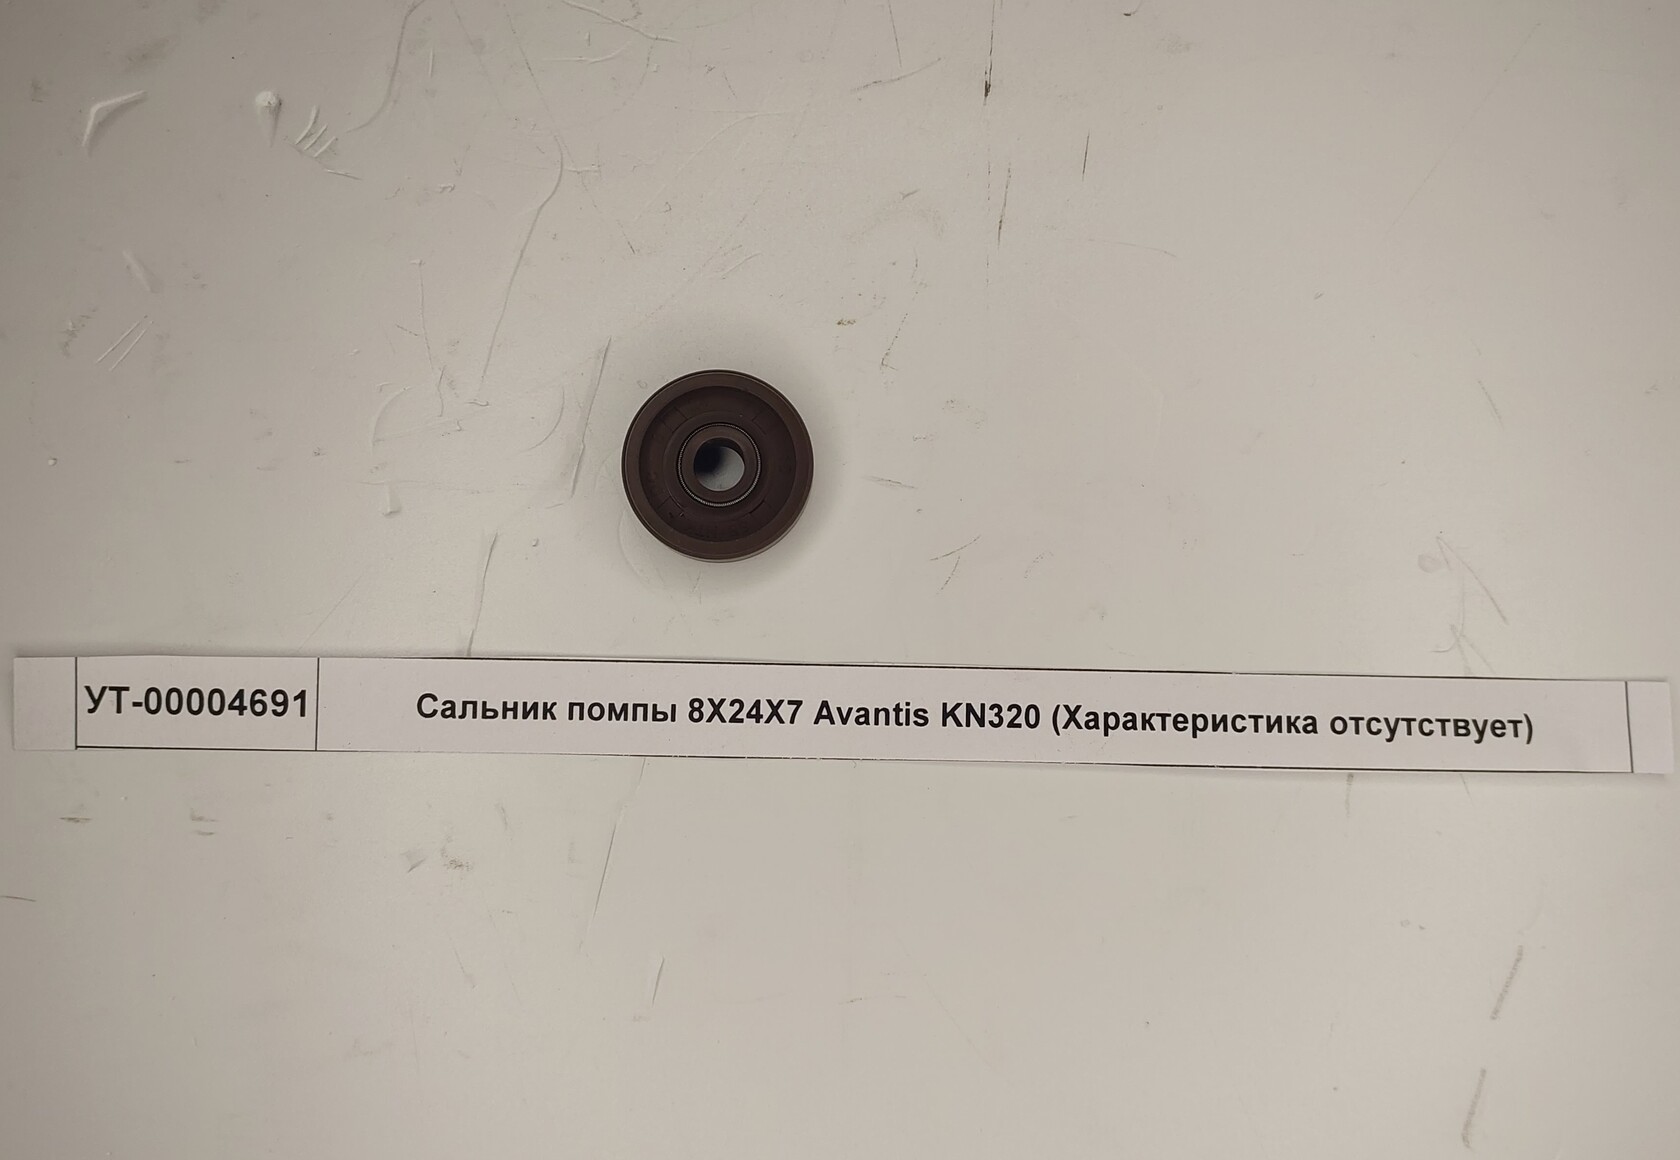 УТ-00004691 Сальник помпы 8X24X7 Avantis KN320 (Характеристика отсутствует)